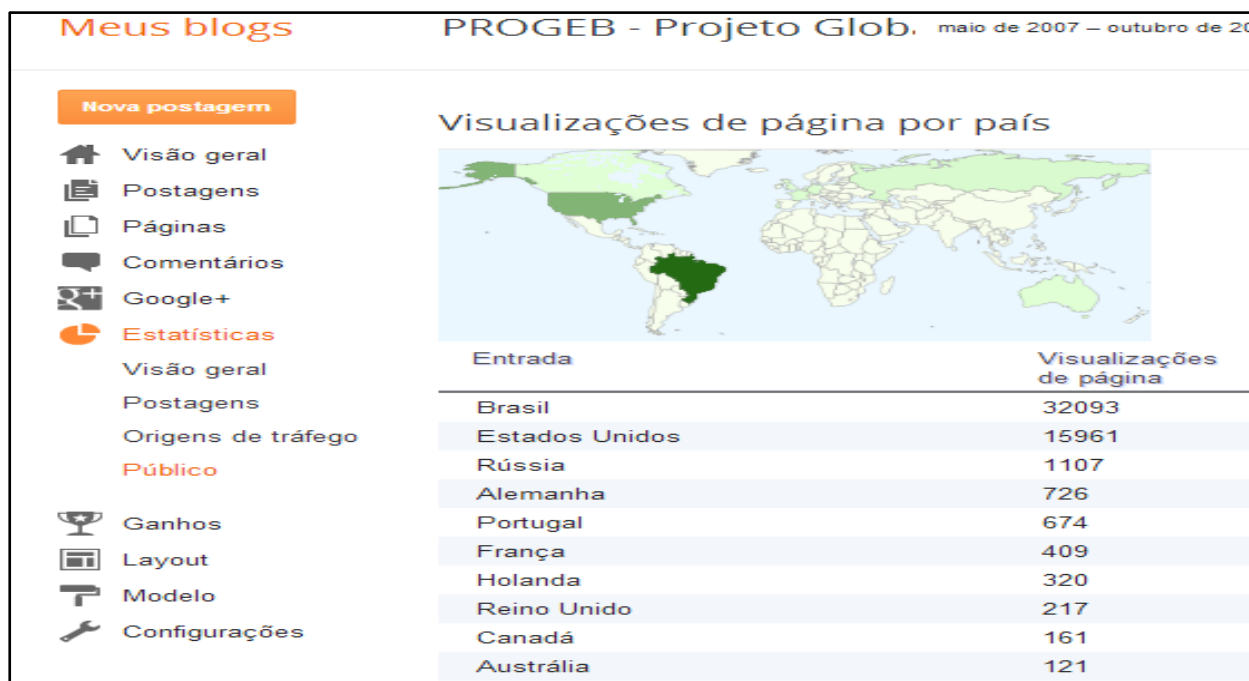 Meus blogs
PROGEB - Projeto Glob.
maio de 2007 – outubro de 20
Nova postagem
Visão geral
Postagens
Páginas
Comentários
Google+
Estatísticas
Visão geral
Postagens
Origens de tráfego
Público
Ganhos
Layout
Modelo
Configurações
Visualizações de página por país
Entrada Visualizações
de página
Brasil 32093
Estados Unidos 15961
Rússia 1107
Alemanha 726
Portugal 674
França 409
Holanda 320
Reino Unido 217
Canadá 161
Austrália 121